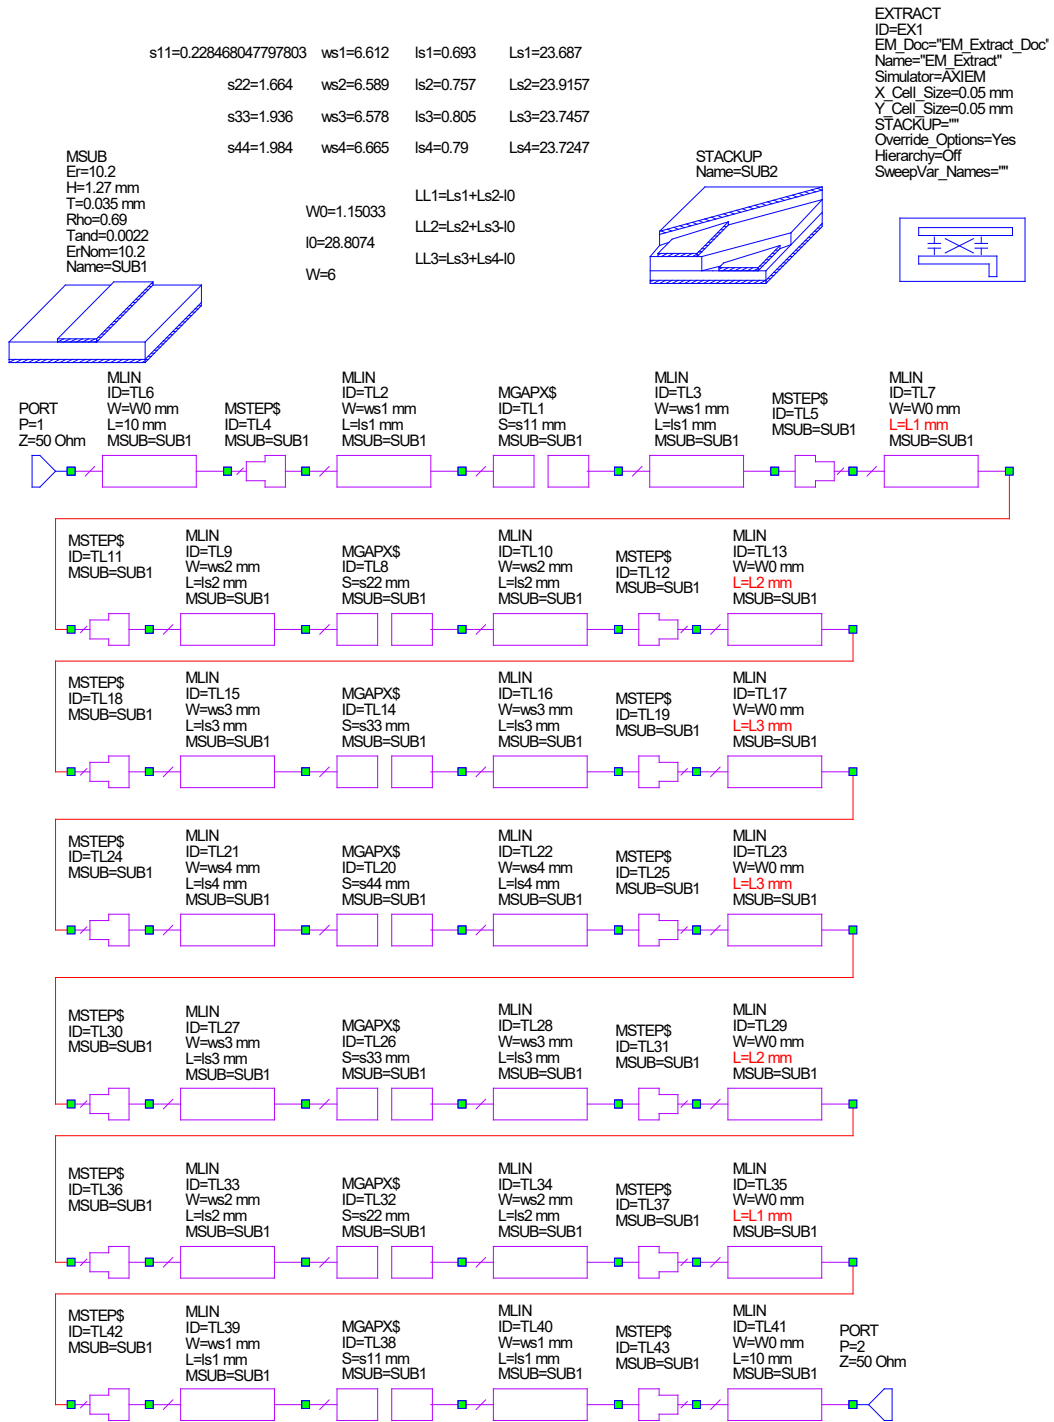 EXTRACT
ID=EX1
EM_Doc="EM_Extract_Doc"
Name="EM_Extract"
Simulator=AXIEM
X_Cell_Size=0.05 mm
Y_Cell_Size=0.05 mm
STACKUP=""
Override_Options=Yes
Hierarchy=Off
SweepVar_Names=""
s11=0.228468047797803 ws1=6.612 ls1=0.693 Ls1=23.687
s22=1.664 ws2=6.589 ls2=0.757 Ls2=23.9157
s33=1.936 ws3=6.578 ls3=0.805 Ls3=23.7457
s44=1.984 ws4=6.665 ls4=0.79 Ls4=23.7247
MSUB
Er=10.2
H=1.27 mm
T=0.035 mm
Rho=0.69
Tand=0.0022
ErNom=10.2
Name=SUB1
W0=1.15033
l0=28.8074
W=6
LL1=Ls1+Ls2-l0
LL2=Ls2+Ls3-l0
LL3=Ls3+Ls4-l0
STACKUP
Name=SUB2
PORT
P=1
Z=50 Ohm
MLIN
ID=TL6
W=W0 mm
L=10 mm
MSUB=SUB1
MSTEP$
ID=TL4
MSUB=SUB1
MLIN
ID=TL2
W=ws1 mm
L=ls1 mm
MSUB=SUB1
MGAPX$
ID=TL1
S=s11 mm
MSUB=SUB1
MLIN
ID=TL3
W=ws1 mm
L=ls1 mm
MSUB=SUB1
MSTEP$
ID=TL5
MSUB=SUB1
MLIN
ID=TL7
W=W0 mm
L=L1 mm
MSUB=SUB1
MSTEP$
ID=TL11
MSUB=SUB1
MLIN
ID=TL9
W=ws2 mm
L=ls2 mm
MSUB=SUB1
MGAPX$
ID=TL8
S=s22 mm
MSUB=SUB1
MLIN
ID=TL10
W=ws2 mm
L=ls2 mm
MSUB=SUB1
MSTEP$
ID=TL12
MSUB=SUB1
MLIN
ID=TL13
W=W0 mm
L=L2 mm
MSUB=SUB1
MSTEP$
ID=TL18
MSUB=SUB1
MLIN
ID=TL15
W=ws3 mm
L=ls3 mm
MSUB=SUB1
MGAPX$
ID=TL14
S=s33 mm
MSUB=SUB1
MLIN
ID=TL16
W=ws3 mm
L=ls3 mm
MSUB=SUB1
MSTEP$
ID=TL19
MSUB=SUB1
MLIN
ID=TL17
W=W0 mm
L=L3 mm
MSUB=SUB1
MSTEP$
ID=TL24
MSUB=SUB1
MLIN
ID=TL21
W=ws4 mm
L=ls4 mm
MSUB=SUB1
MGAPX$
ID=TL20
S=s44 mm
MSUB=SUB1
MLIN
ID=TL22
W=ws4 mm
L=ls4 mm
MSUB=SUB1
MSTEP$
ID=TL25
MSUB=SUB1
MLIN
ID=TL23
W=W0 mm
L=L3 mm
MSUB=SUB1
MSTEP$
ID=TL30
MSUB=SUB1
MLIN
ID=TL27
W=ws3 mm
L=ls3 mm
MSUB=SUB1
MGAPX$
ID=TL26
S=s33 mm
MSUB=SUB1
MLIN
ID=TL28
W=ws3 mm
L=ls3 mm
MSUB=SUB1
MSTEP$
ID=TL31
MSUB=SUB1
MLIN
ID=TL29
W=W0 mm
L=L2 mm
MSUB=SUB1
MSTEP$
ID=TL36
MSUB=SUB1
MLIN
ID=TL33
W=ws2 mm
L=ls2 mm
MSUB=SUB1
MGAPX$
ID=TL32
S=s22 mm
MSUB=SUB1
MLIN
ID=TL34
W=ws2 mm
L=ls2 mm
MSUB=SUB1
MSTEP$
ID=TL37
MSUB=SUB1
MLIN
ID=TL35
W=W0 mm
L=L1 mm
MSUB=SUB1
MSTEP$
ID=TL42
MSUB=SUB1
MLIN
ID=TL39
W=ws1 mm
L=ls1 mm
MSUB=SUB1
MGAPX$
ID=TL38
S=s11 mm
MSUB=SUB1
MLIN
ID=TL40
W=ws1 mm
L=ls1 mm
MSUB=SUB1
MSTEP$
ID=TL43
MSUB=SUB1
MLIN
ID=TL41
W=W0 mm
L=10 mm
MSUB=SUB1
PORT
P=2
Z=50 Ohm